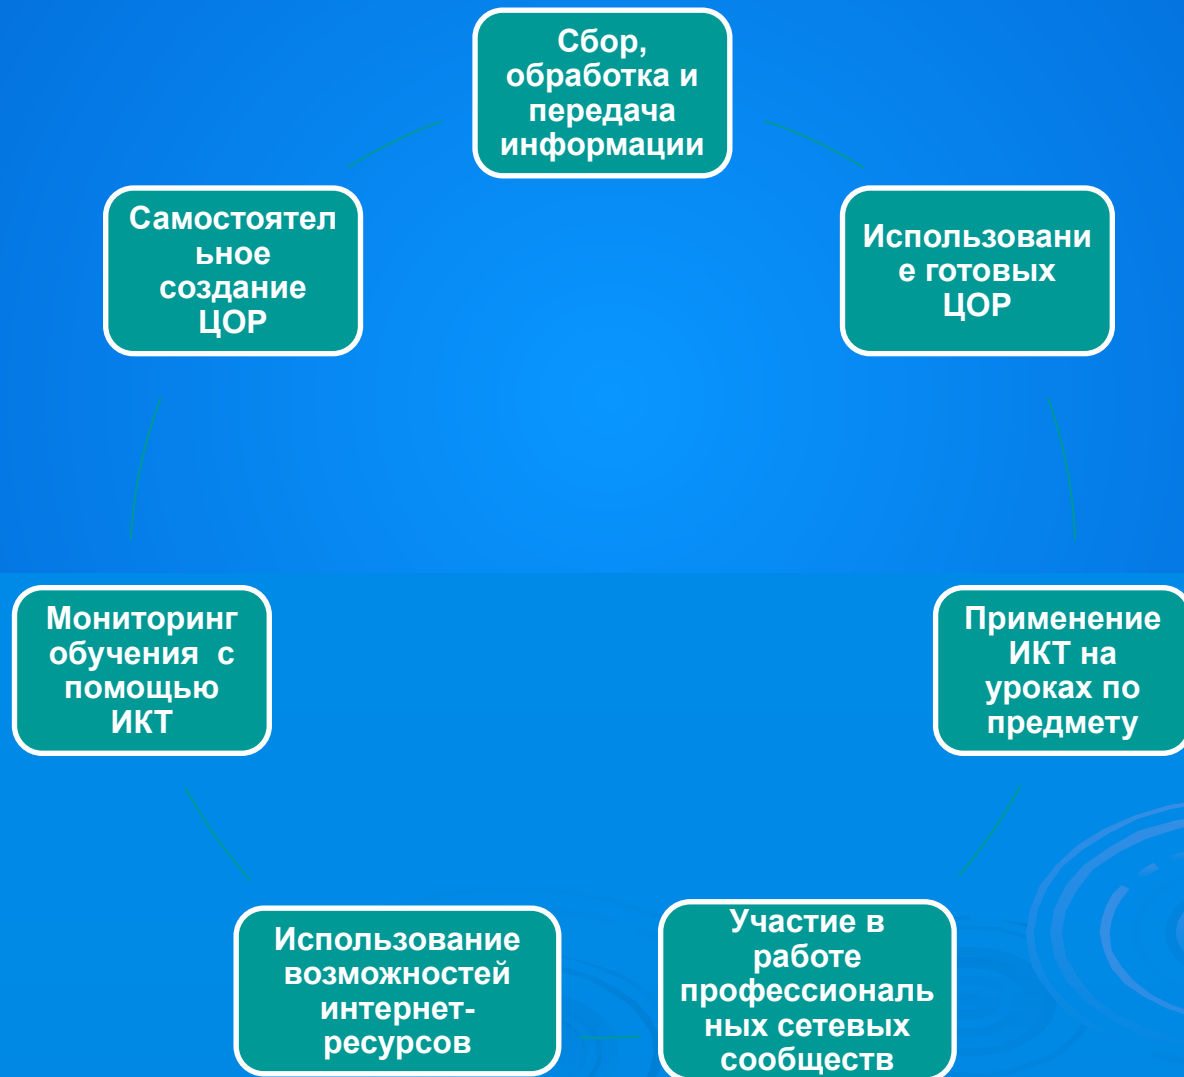 Сбор,
обработка и
передача
информации
Самостоятел
ьное
создание
ЦОР
Использовани
е готовых
ЦОР
Мониторинг
обучения  с
помощью
ИКТ
Применение
ИКТ на
уроках по
предмету
Использование
возможностей
интернет-
ресурсов
Участие в
работе
профессиональ
ных сетевых
сообществ